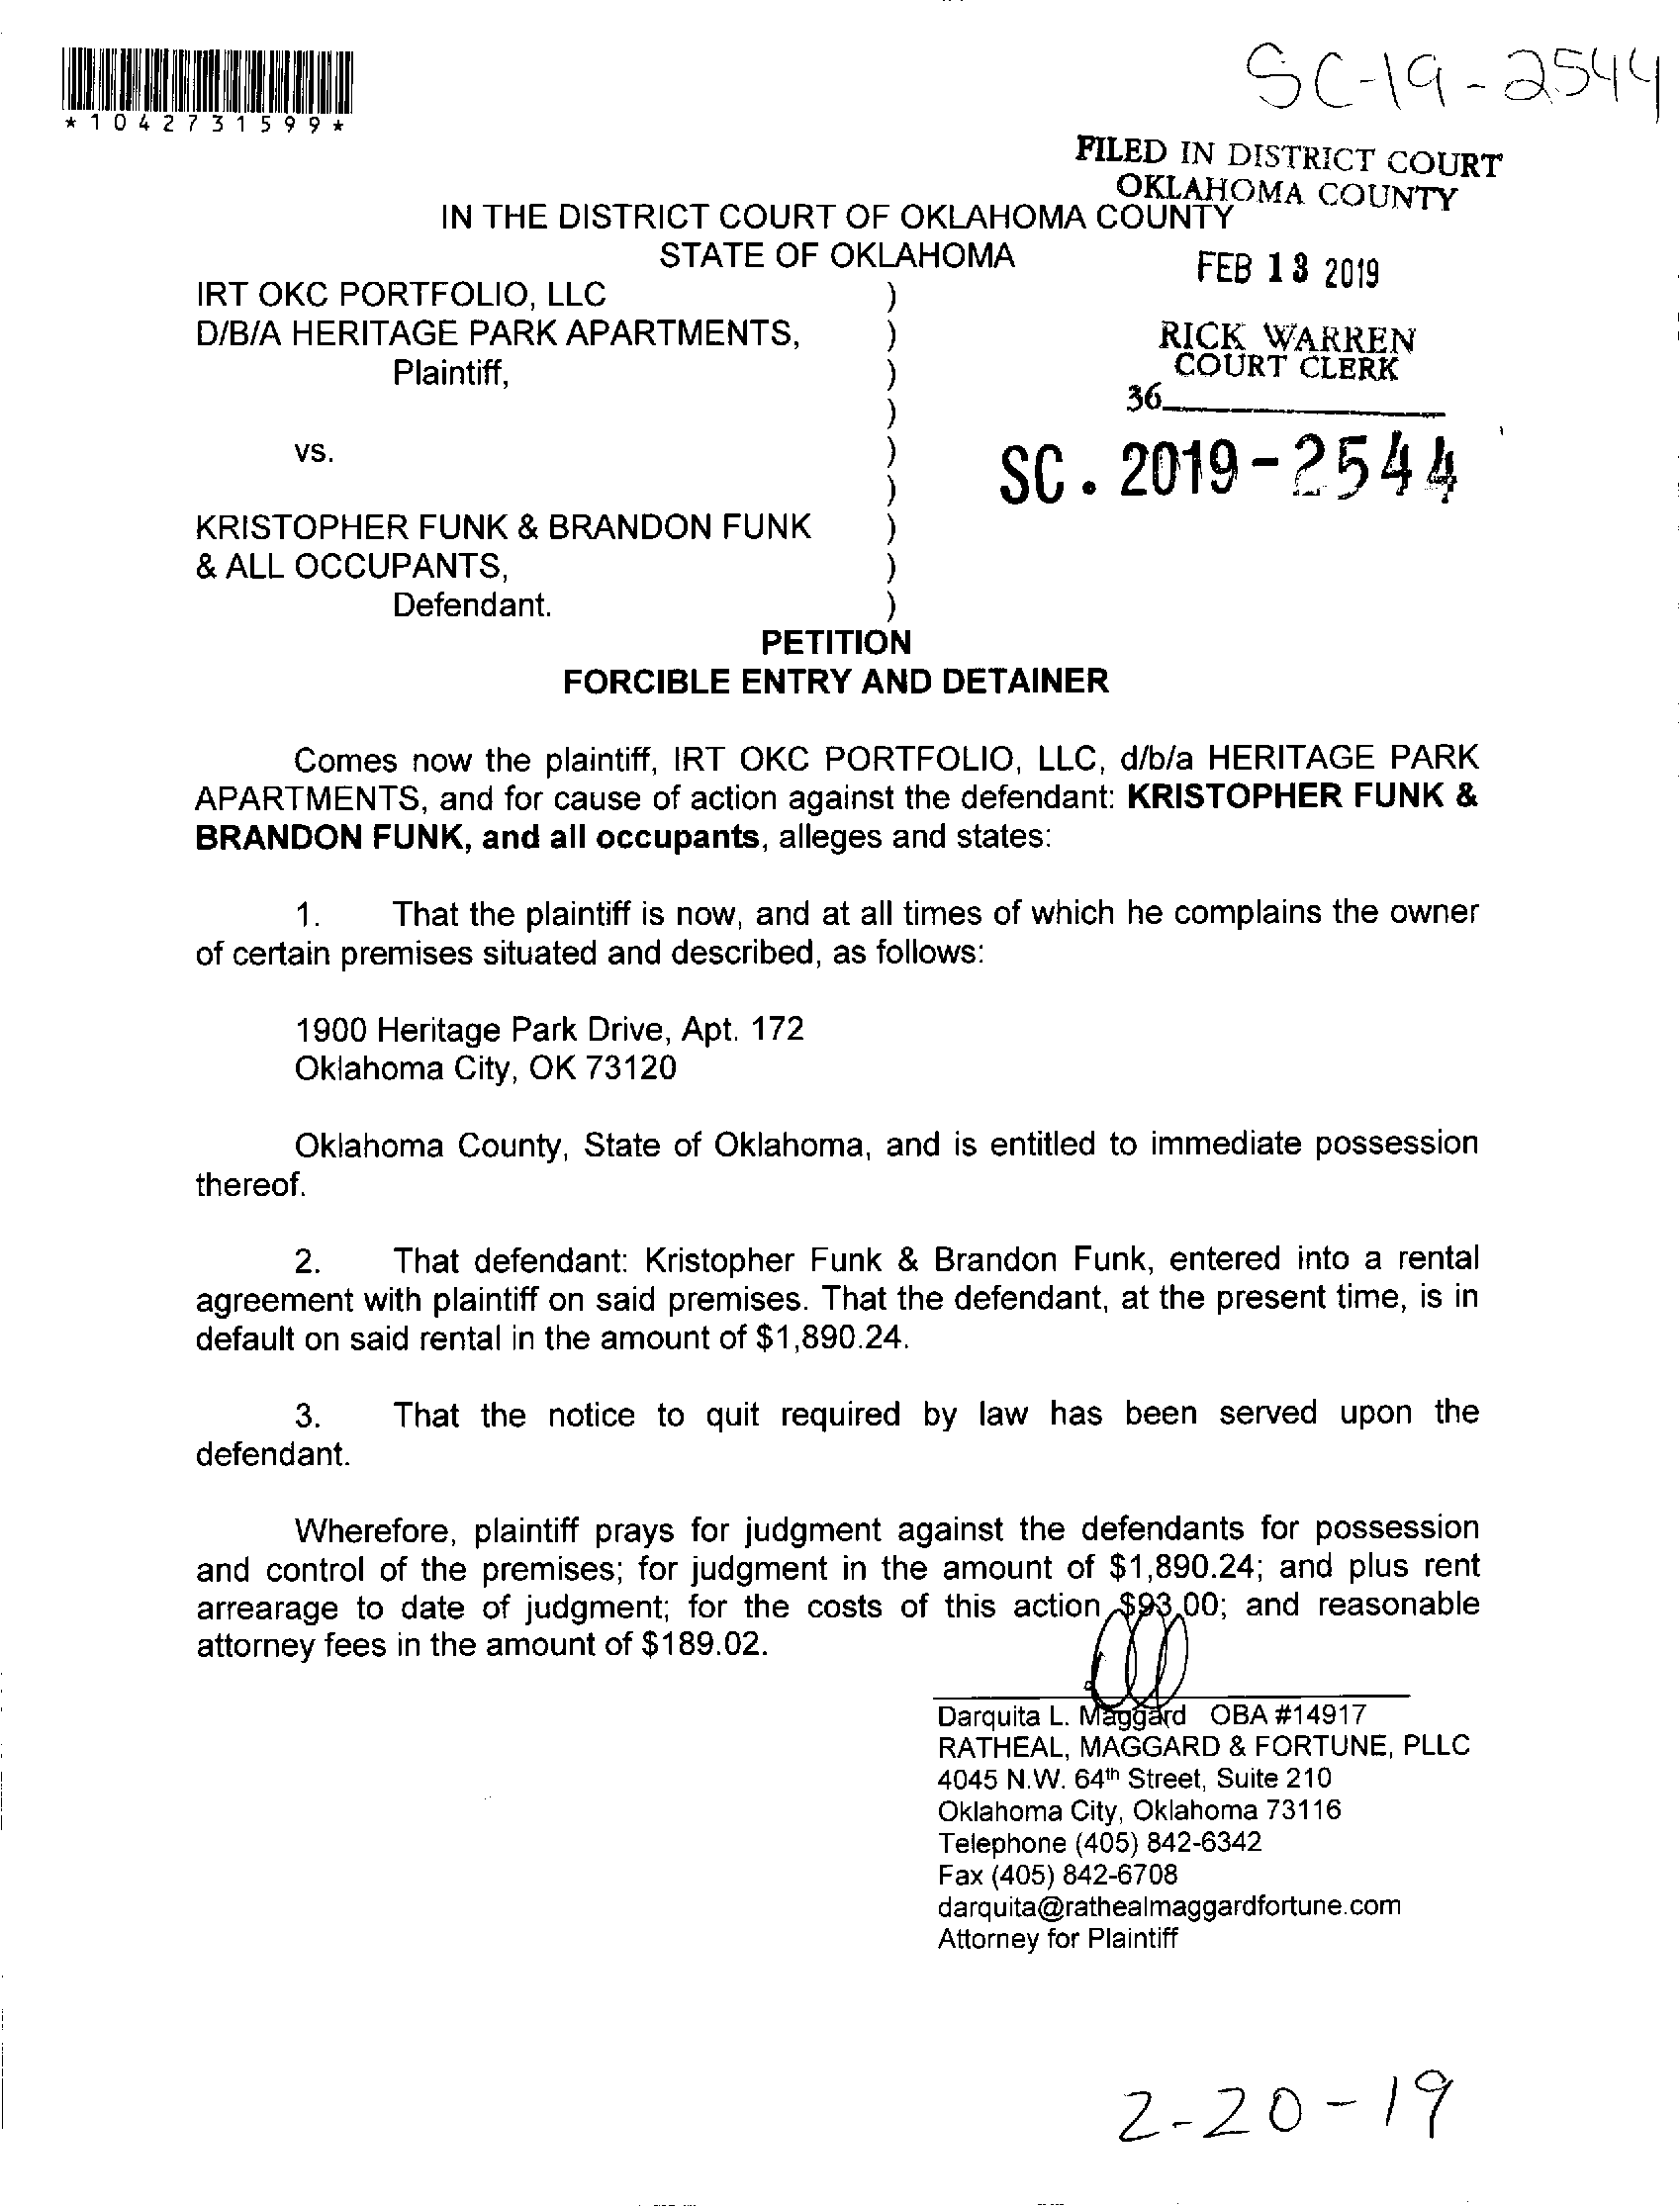 SC-19-2544
*1042731599*
FILED IN DISTRICT COURT
OKLAHOMA COUNTY
IN THE DISTRICT COURT OF OKLAHOMA COUNTY
STATE OF OKLAHOMA
FEB 13 2019
IRT OKC PORTFOLIO, LLC )
D/B/A HERITAGE PARK APARTMENTS, )
RICK WARREN
COURT CLERK
Plaintiff, )
36
)
vs. )
SC. 2019-2544
)
KRISTOPHER FUNK & BRANDON FUNK )
& ALL OCCUPANTS, )
Defendant. )
PETITION
FORCIBLE ENTRY AND DETAINER
Comes now the plaintiff, IRT OKC PORTFOLIO, LLC, d/b/a HERITAGE PARK
APARTMENTS, and for cause of action against the defendant: KRISTOPHER FUNK &
BRANDON FUNK, and all occupants, alleges and states:
1. That the plaintiff is now, and at all times of which he complains the owner
of certain premises situated and described, as follows:
1900 Heritage Park Drive, Apt. 172
Oklahoma City, OK 73120
Oklahoma County, State of Oklahoma, and is entitled to immediate possession
thereof.
2. That defendant: Kristopher Funk & Brandon Funk, entered into a rental
agreement with plaintiff on said premises. That the defendant, at the present time, is in
default on said rental in the amount of $1,890.24.
3. That the notice to quit required by law has been served upon the
defendant.
Wherefore, plaintiff prays for judgment against the defendants for possession
and control of the premises; for judgment in the amount of $1,890.24; and plus rent
arrearage to date of judgment; for the costs of this action $93.00; and reasonable
attorney fees in the amount of $189.02.
Darquita L. Maggard OBA #14917
RATHEAL, MAGGARD & FORTUNE, PLLC
4045 N.W. 64th Street, Suite 210
Oklahoma City, Oklahoma 73116
Telephone (405) 842-6342
Fax (405) 842-6708
darquita@rathealmaggardfortune.com
Attorney for Plaintiff
2-20-19